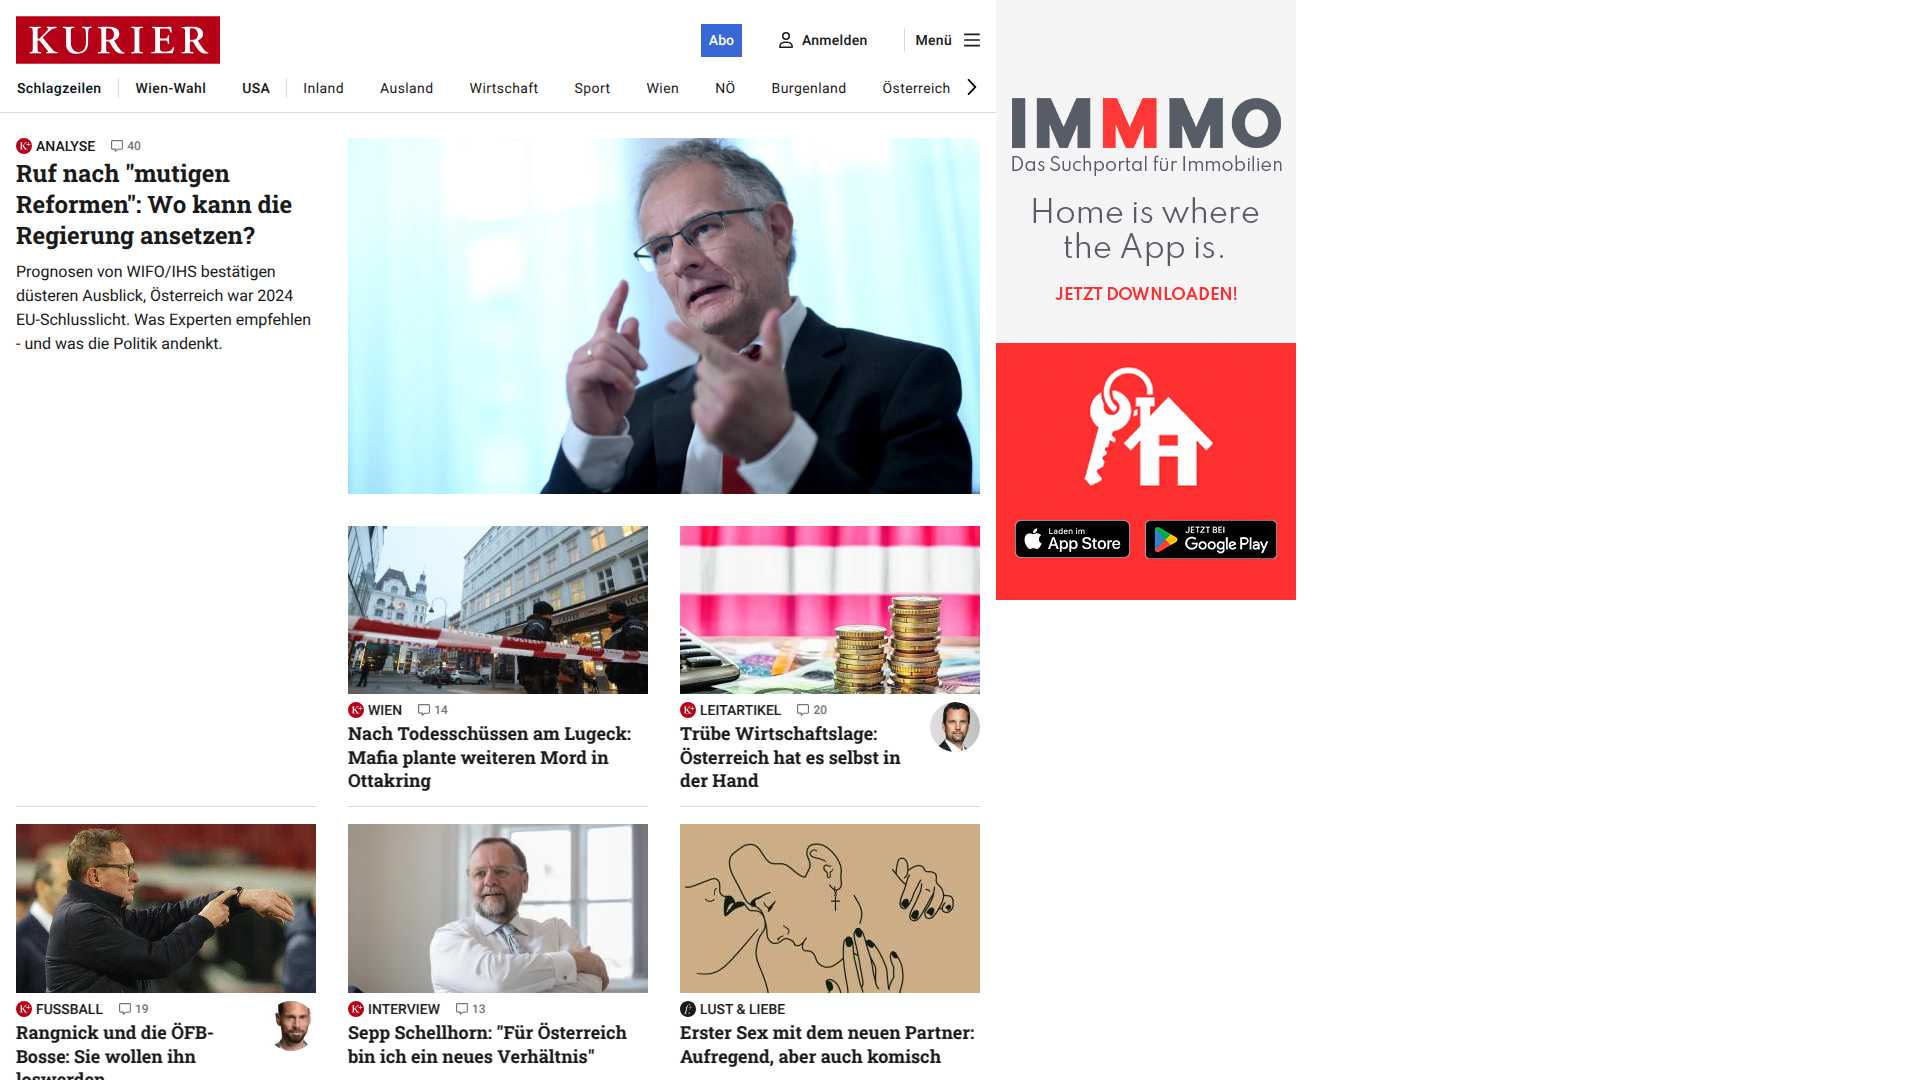 KURIER
Abo
Anmelden
Menü
Schlagzeilen
Wien-Wahl
USA
Inland
Ausland
Wirtschaft
Sport
Wien
NÖ
Burgenland
Österreich
K+ ANALYSE 40
Ruf nach "mutigen
Reformen": Wo kann die
Regierung ansetzen?
Prognosen von WIFO/IHS bestätigen
düsteren Ausblick, Österreich war 2024
EU-Schlusslicht. Was Experten empfehlen
- und was die Politik andenkt.
K+ WIEN 14
Nach Todesschüssen am Lugeck:
Mafia plante weiteren Mord in
Ottakring
K+ LEITARTIKEL 20
Trübe Wirtschaftslage:
Österreich hat es selbst in
der Hand
K+ FUSSBALL 19
Rangnick und die ÖFB-
Bosse: Sie wollen ihn
loswerden
K+ INTERVIEW 13
Sepp Schellhorn: "Für Österreich
bin ich ein neues Verhältnis"
LUST & LIEBE
Erster Sex mit dem neuen Partner:
Aufregend, aber auch komisch
IMMMO
Das Suchportal für Immobilien
Home is where
the App is.
JETZT DOWNLOADEN!
Laden im
App Store
JETZT BEI
Google Play